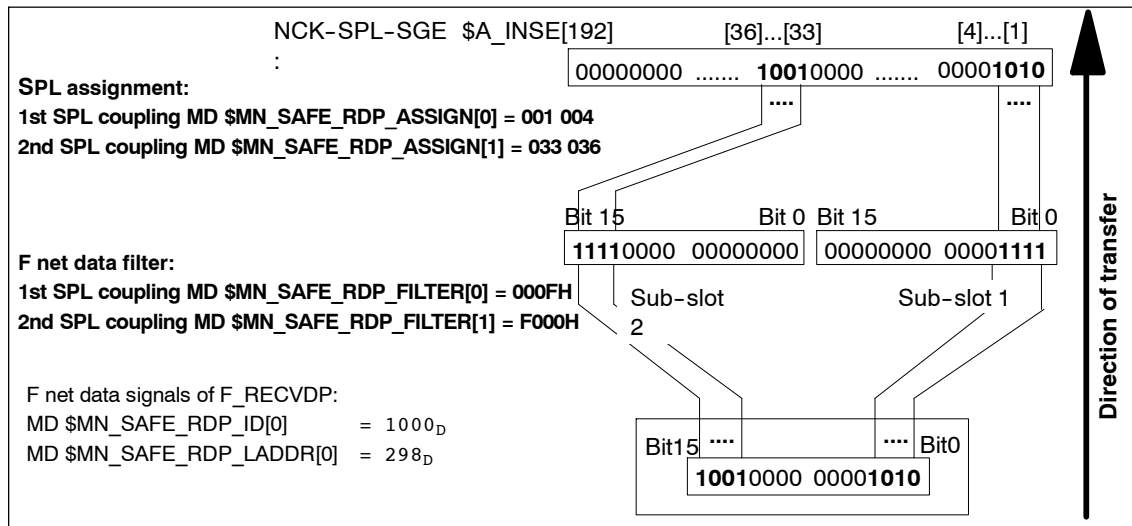 NCK-SPL-SGE $A_INSE[192] [36]...[33] [4]...[1]
:
00000000 ....... 10010000 ....... 00001010
SPL assignment:
.... ....
1st SPL coupling MD $MN_SAFE_RDP_ASSIGN[0] = 001 004
2nd SPL coupling MD $MN_SAFE_RDP_ASSIGN[1] = 033 036
Bit 15 Bit 0 Bit 15 Bit 0
11110000 00000000 00000000 00001111
F net data filter:
1st SPL coupling MD $MN_SAFE_RDP_FILTER[0] = 000FH
2nd SPL coupling MD $MN_SAFE_RDP_FILTER[1] = F000H
Sub-slot
2
Sub-slot 1
F net data signals of F_RECVDP:
MD $MN_SAFE_RDP_ID[0] = 1000D
MD $MN_SAFE_RDP_LADDR[0] = 298D
Bit15 .... .... Bit0
10010000 00001010
Direction of transfer